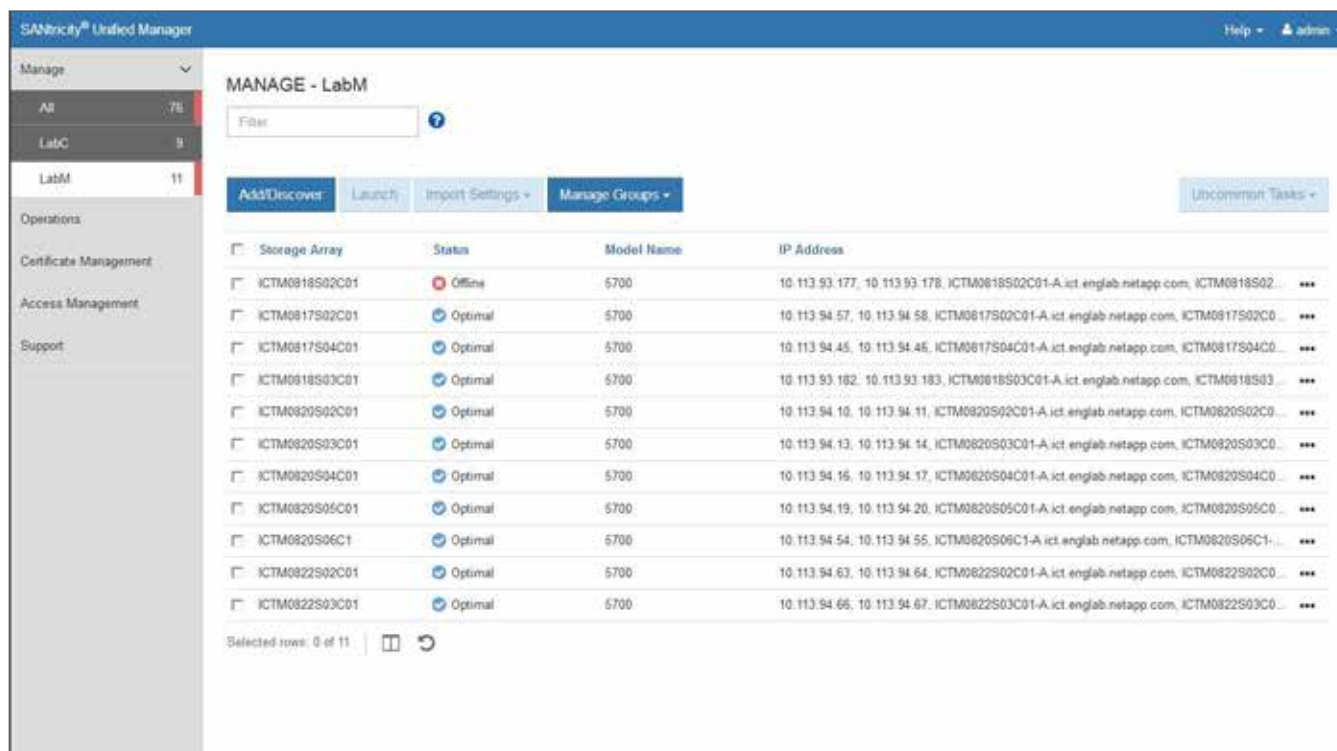 SANtricity® Unified Manager
Help
admin
Manage
All 76
LabC 9
LabM 11
Operations
Certificate Management
Access Management
Support
MANAGE - LabM
Filter
?
Add/Discover Launch Import Settings Manage Groups Uncommon Tasks
Storage Array Status Model Name IP Address
ICTM0818S02C01 Offline 5700 10.113.93.177, 10.113.93.178, ICTM0818S02C01-A.ict.englab.netapp.com, ICTM0818S02...
ICTM0817S02C01 Optimal 5700 10.113.94.57, 10.113.94.58, ICTM0817S02C01-A.ict.englab.netapp.com, ICTM0817S02C0...
ICTM0817S04C01 Optimal 5700 10.113.94.45, 10.113.94.46, ICTM0817S04C01-A.ict.englab.netapp.com, ICTM0817S04C0...
ICTM0818S03C01 Optimal 5700 10.113.93.182, 10.113.93.183, ICTM0818S03C01-A.ict.englab.netapp.com, ICTM0818S03...
ICTM0820S02C01 Optimal 5700 10.113.94.10, 10.113.94.11, ICTM0820S02C01-A.ict.englab.netapp.com, ICTM0820S02C0...
ICTM0820S03C01 Optimal 5700 10.113.94.13, 10.113.94.14, ICTM0820S03C01-A.ict.englab.netapp.com, ICTM0820S03C0...
ICTM0820S04C01 Optimal 5700 10.113.94.16, 10.113.94.17, ICTM0820S04C01-A.ict.englab.netapp.com, ICTM0820S04C0...
ICTM0820S05C01 Optimal 5700 10.113.94.19, 10.113.94.20, ICTM0820S05C01-A.ict.englab.netapp.com, ICTM0820S05C0...
ICTM0820S06C1 Optimal 5700 10.113.94.54, 10.113.94.55, ICTM0820S06C1-A.ict.englab.netapp.com, ICTM0820S06C1-...
ICTM0822S02C01 Optimal 5700 10.113.94.63, 10.113.94.64, ICTM0822S02C01-A.ict.englab.netapp.com, ICTM0822S02C0...
ICTM0822S03C01 Optimal 5700 10.113.94.66, 10.113.94.67, ICTM0822S03C01-A.ict.englab.netapp.com, ICTM0822S03C0...
Selected rows: 0 of 11